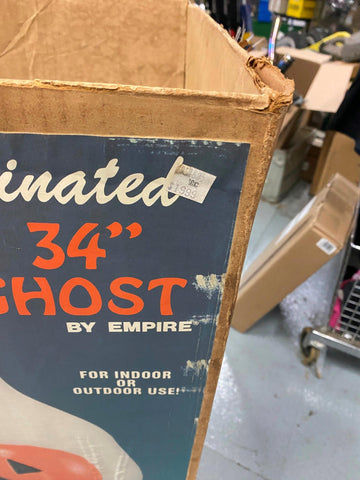 inated
34”
GHOST
BY EMPIRE
FOR INDOOR
OR
OUTDOOR USE!